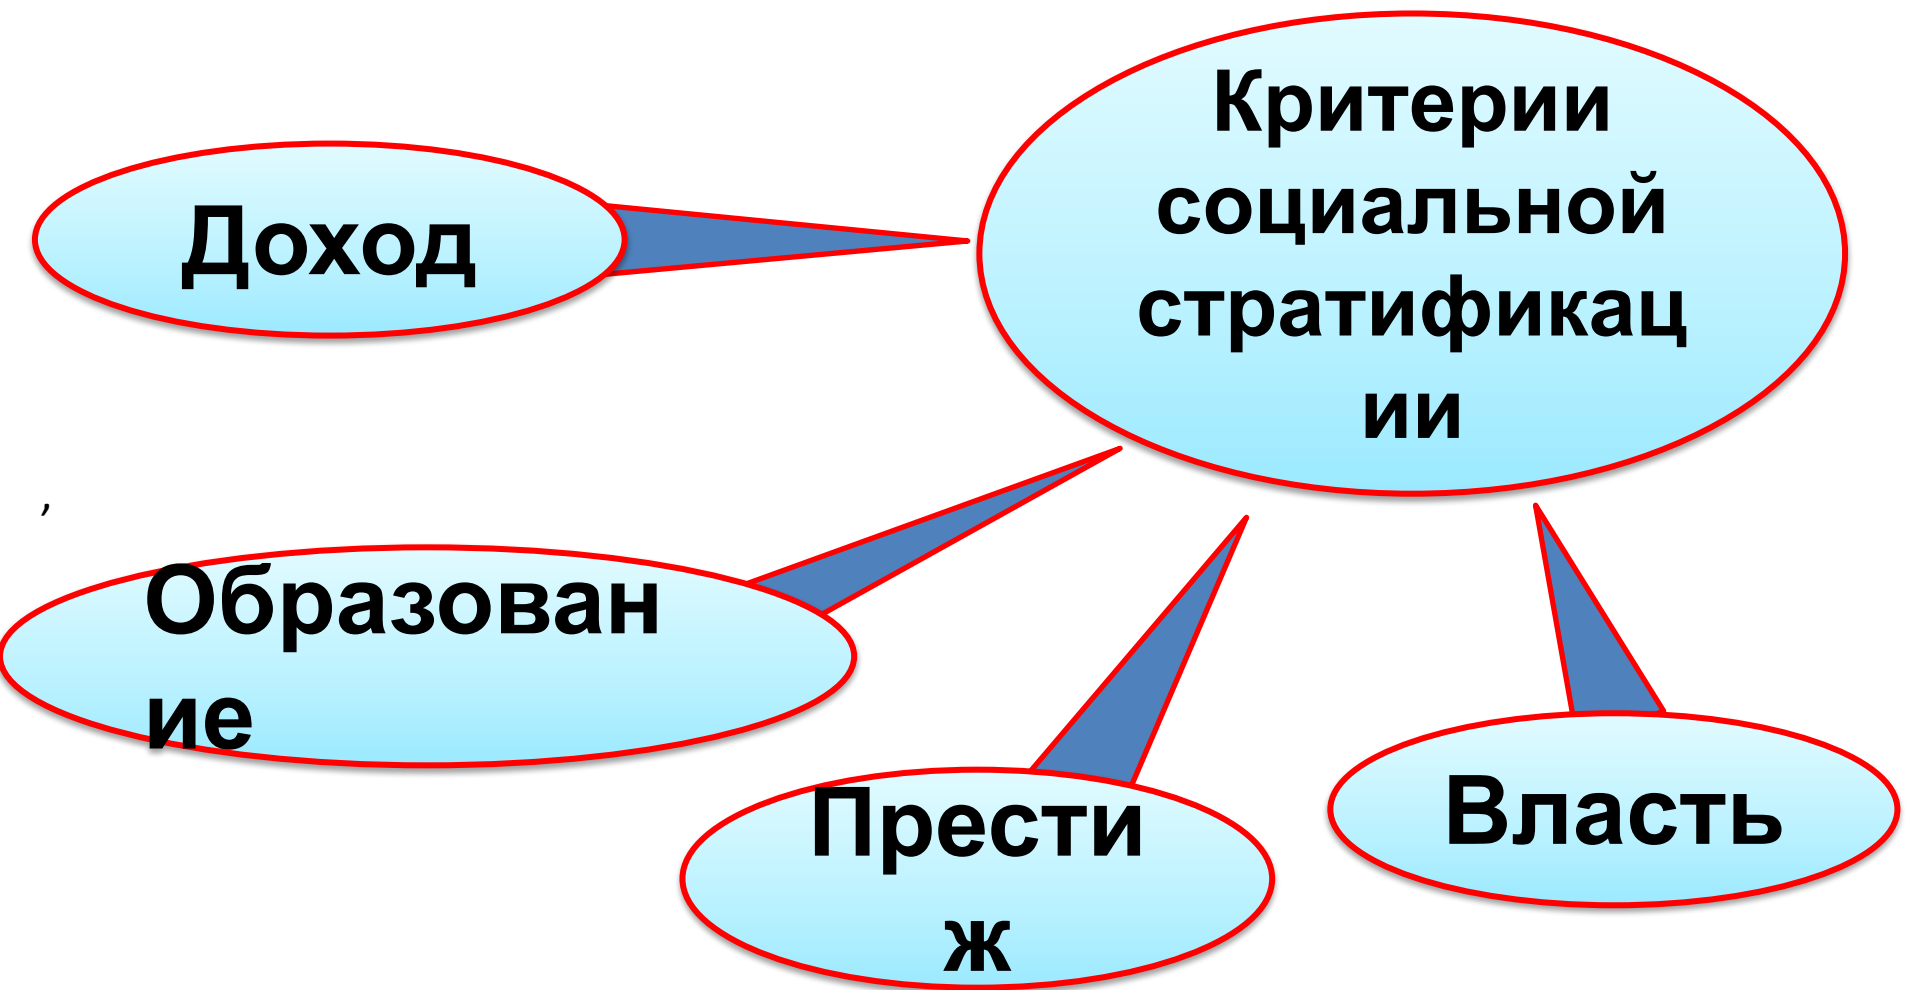 Критерии
социальной
стратификац
ии
Доход
,
Образован
ие
Прести
ж
Власть